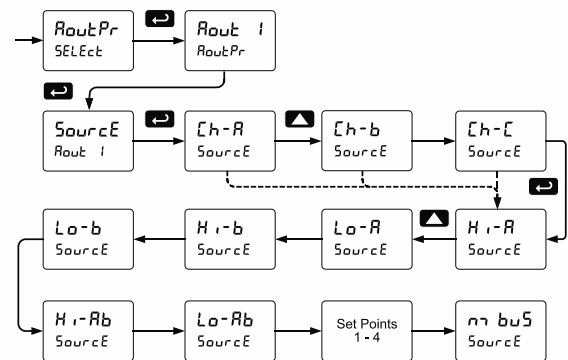 AoutPr
SELEct
Aout 1
AoutPr
SourcE
Aout 1
Ch-A
SourcE
Ch-b
SourcE
Ch-C
SourcE
Lo-b
SourcE
Hi-b
SourcE
Lo-A
SourcE
Hi-A
SourcE
Hi-Ab
SourcE
Lo-Ab
SourcE
Set Points
1 - 4
m buS
SourcE